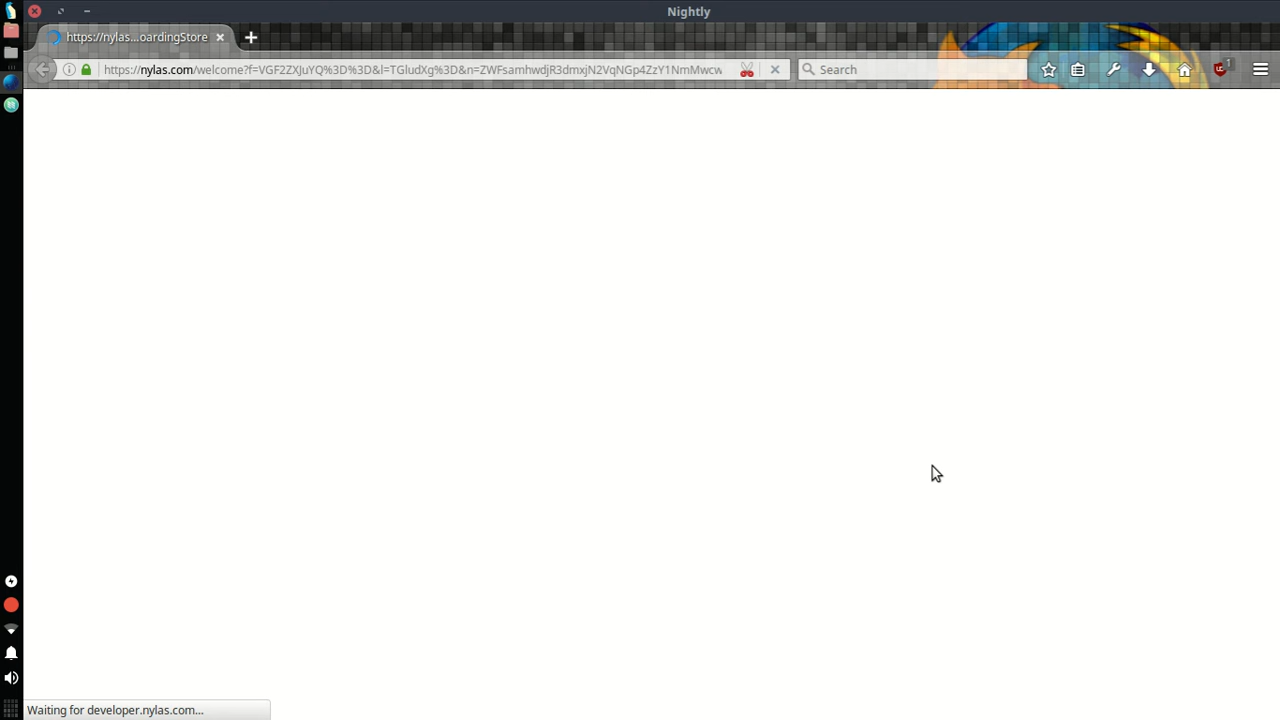 Nightly
https://nylas...oardingStore
https://nylas.com/welcome?f=VGF2ZXJuYQ%3D%3D&l=TGludXg%3D&n=ZWFsamhwdjR3dmxjN2VqNGp4ZzY1NmMwcw
Search
1
Waiting for developer.nylas.com...